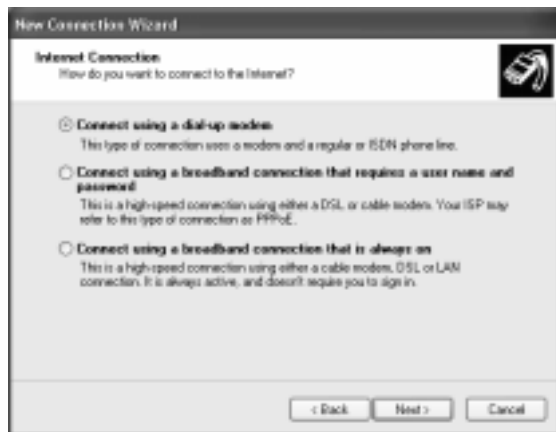 New Connection Wizard
Internet Connection
How do you want to connect to the Internet?
Connect using a dial-up modem
This type of connection uses a modem and a regular or ISDN phone line.
Connect using a broadband connection that requires a user name and
password
This is a high-speed connection using either a DSL or cable modem. Your ISP may
refer to this type of connection as PPPoE.
Connect using a broadband connection that is always on
This is a high-speed connection using either a cable modem, DSL or LAN
connection. It is always active, and doesn't require you to sign in.
< Back
Next >
Cancel